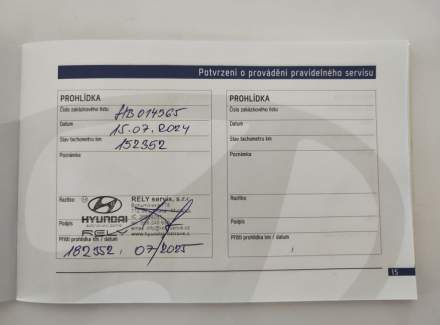 Potvrzení o provádění pravidelného servisu
PROHLÍDKA
Číslo zakázkového listu
HB014965
Datum
15.07.2024
Stav tachometru km
152352
Poznámka
Razítko
RELY servis, s.r.o.
HYUNDAI
RELY
Podpis
Příští prohlídka km / datum
182352, 07/2025
PROHLÍDKA
Číslo zakázkového listu
Datum
Stav tachometru km
Poznámka
Razítko
Podpis
Příští prohlídka km / datum
/
15